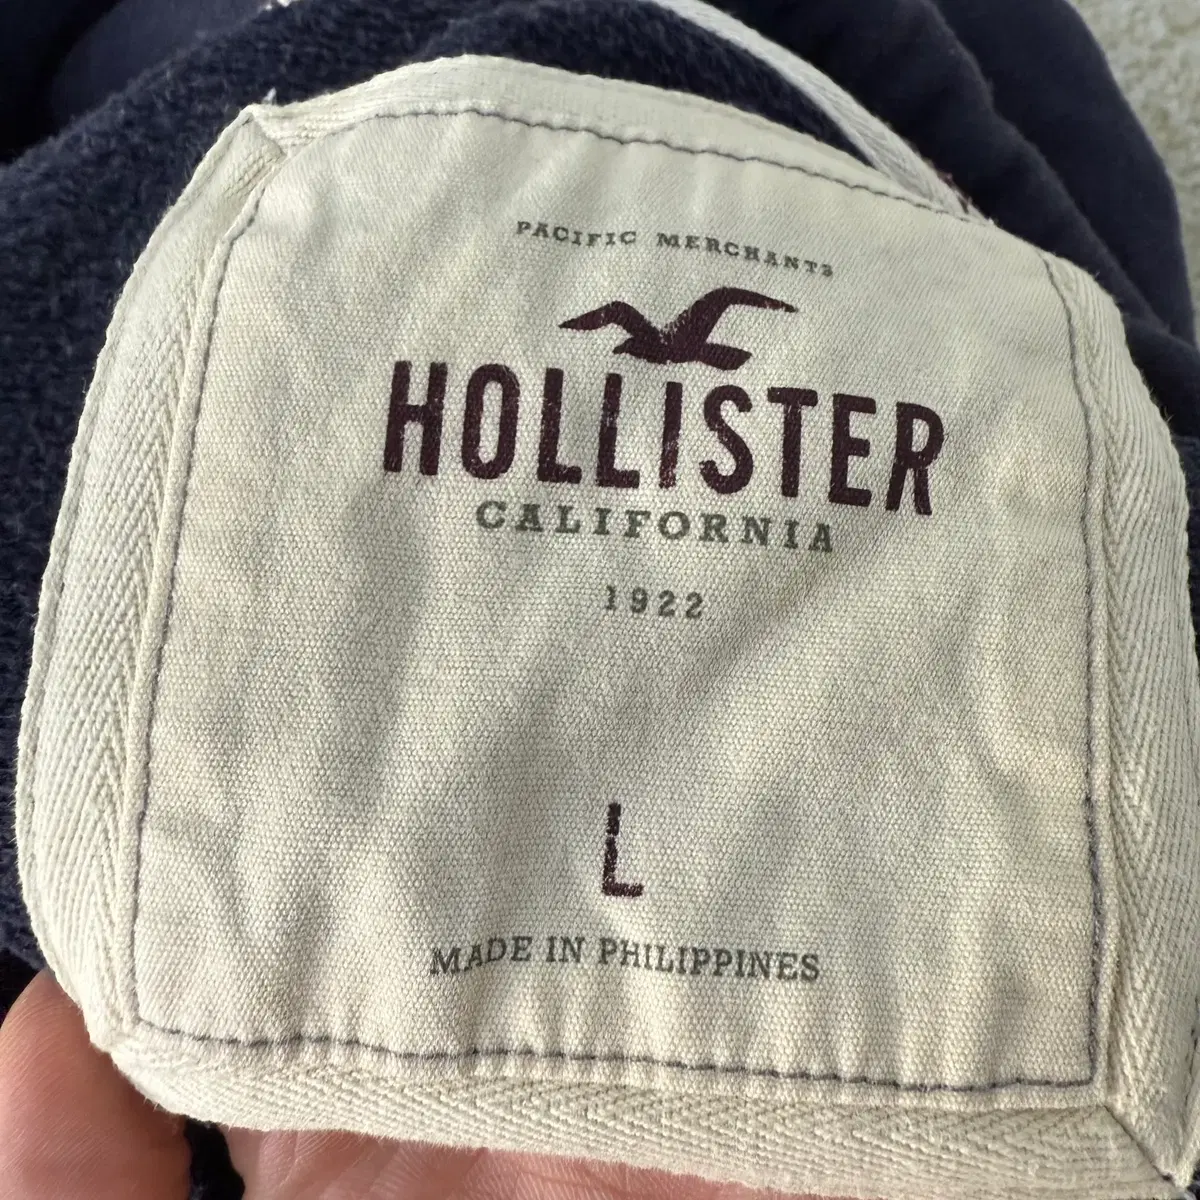 PACIFIC MERCHANTS
HOLLISTER
CALIFORNIA
1922
L
MADE IN PHILIPPINES